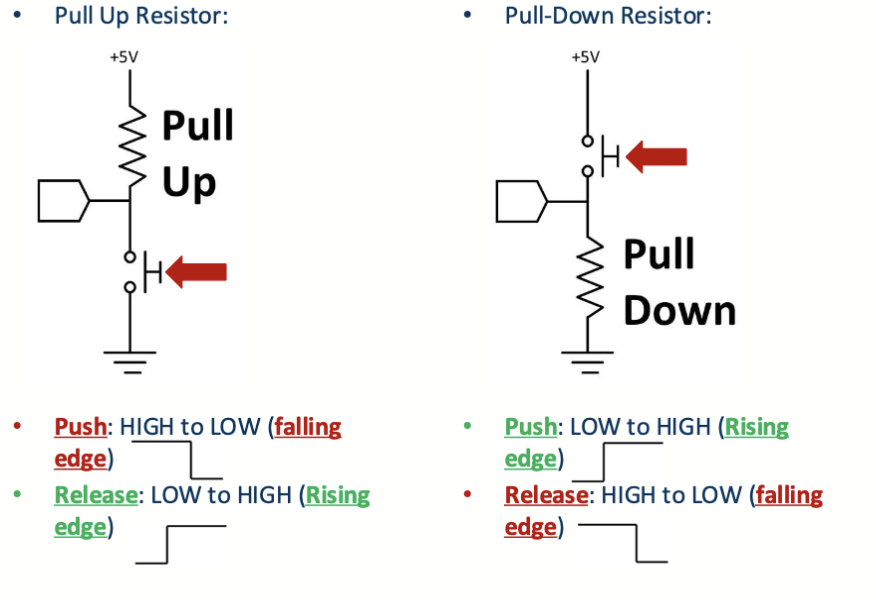 • Pull Up Resistor:
+5V
Pull
Up
• Push: HIGH to LOW (falling
edge)
• Release: LOW to HIGH (Rising
edge)
• Pull-Down Resistor:
+5V
Pull
Down
• Push: LOW to HIGH (Rising
edge)
• Release: HIGH to LOW (falling
edge)